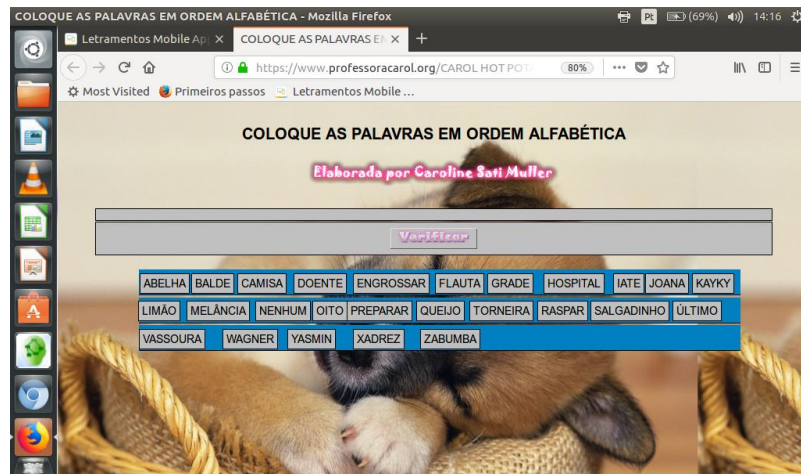 COLOQUE AS PALAVRAS EM ORDEM ALFABÉTICA - Mozilla Firefox
Pt (69%) 14:16
Letramentos Mobile Ap
COLOQUE AS PALAVRAS E
https://www.professoracarol.org/CAROL HOT POT
80%
Most Visited Primeiros passos Letramentos Mobile ...
COLOQUE AS PALAVRAS EM ORDEM ALFABÉTICA
Elaborada por Caroline Sati Muller
Verificar
ABELHA BALDE CAMISA DOENTE ENGROSSAR FLAUTA GRADE HOSPITAL IATE JOANA KAYKY
LIMÃO MELÂNCIA NENHUM OITO PREPARAR QUEIJO TORNEIRA RASPAR SALGADINHO ÚLTIMO
VASSOURA WAGNER YASMIN XADREZ ZABUMBA